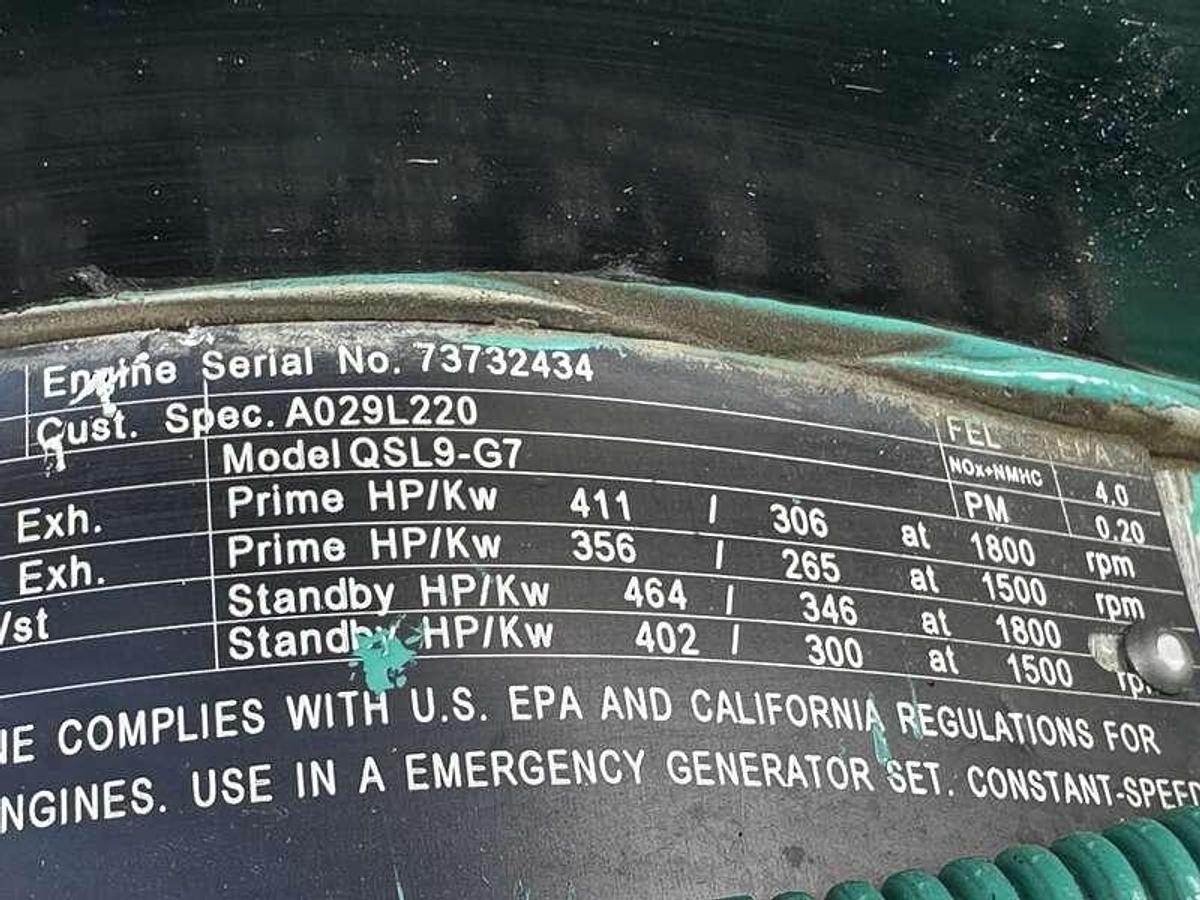 Engine Serial No. 73732434
Cust. Spec. A029L220
Model QSL9-G7
FEL EPA
NOx+NMHC 4.0
PM 0.20
Exh. Prime HP/Kw 411 / 306 at 1800 rpm
Exh. Prime HP/Kw 356 / 265 at 1500 rpm
/st Standby HP/Kw 464 / 346 at 1800
Standby HP/Kw 402 / 300 at 1500 rp
NE COMPLIES WITH U.S. EPA AND CALIFORNIA REGULATIONS FOR
NGINES. USE IN A EMERGENCY GENERATOR SET. CONSTANT-SPEED